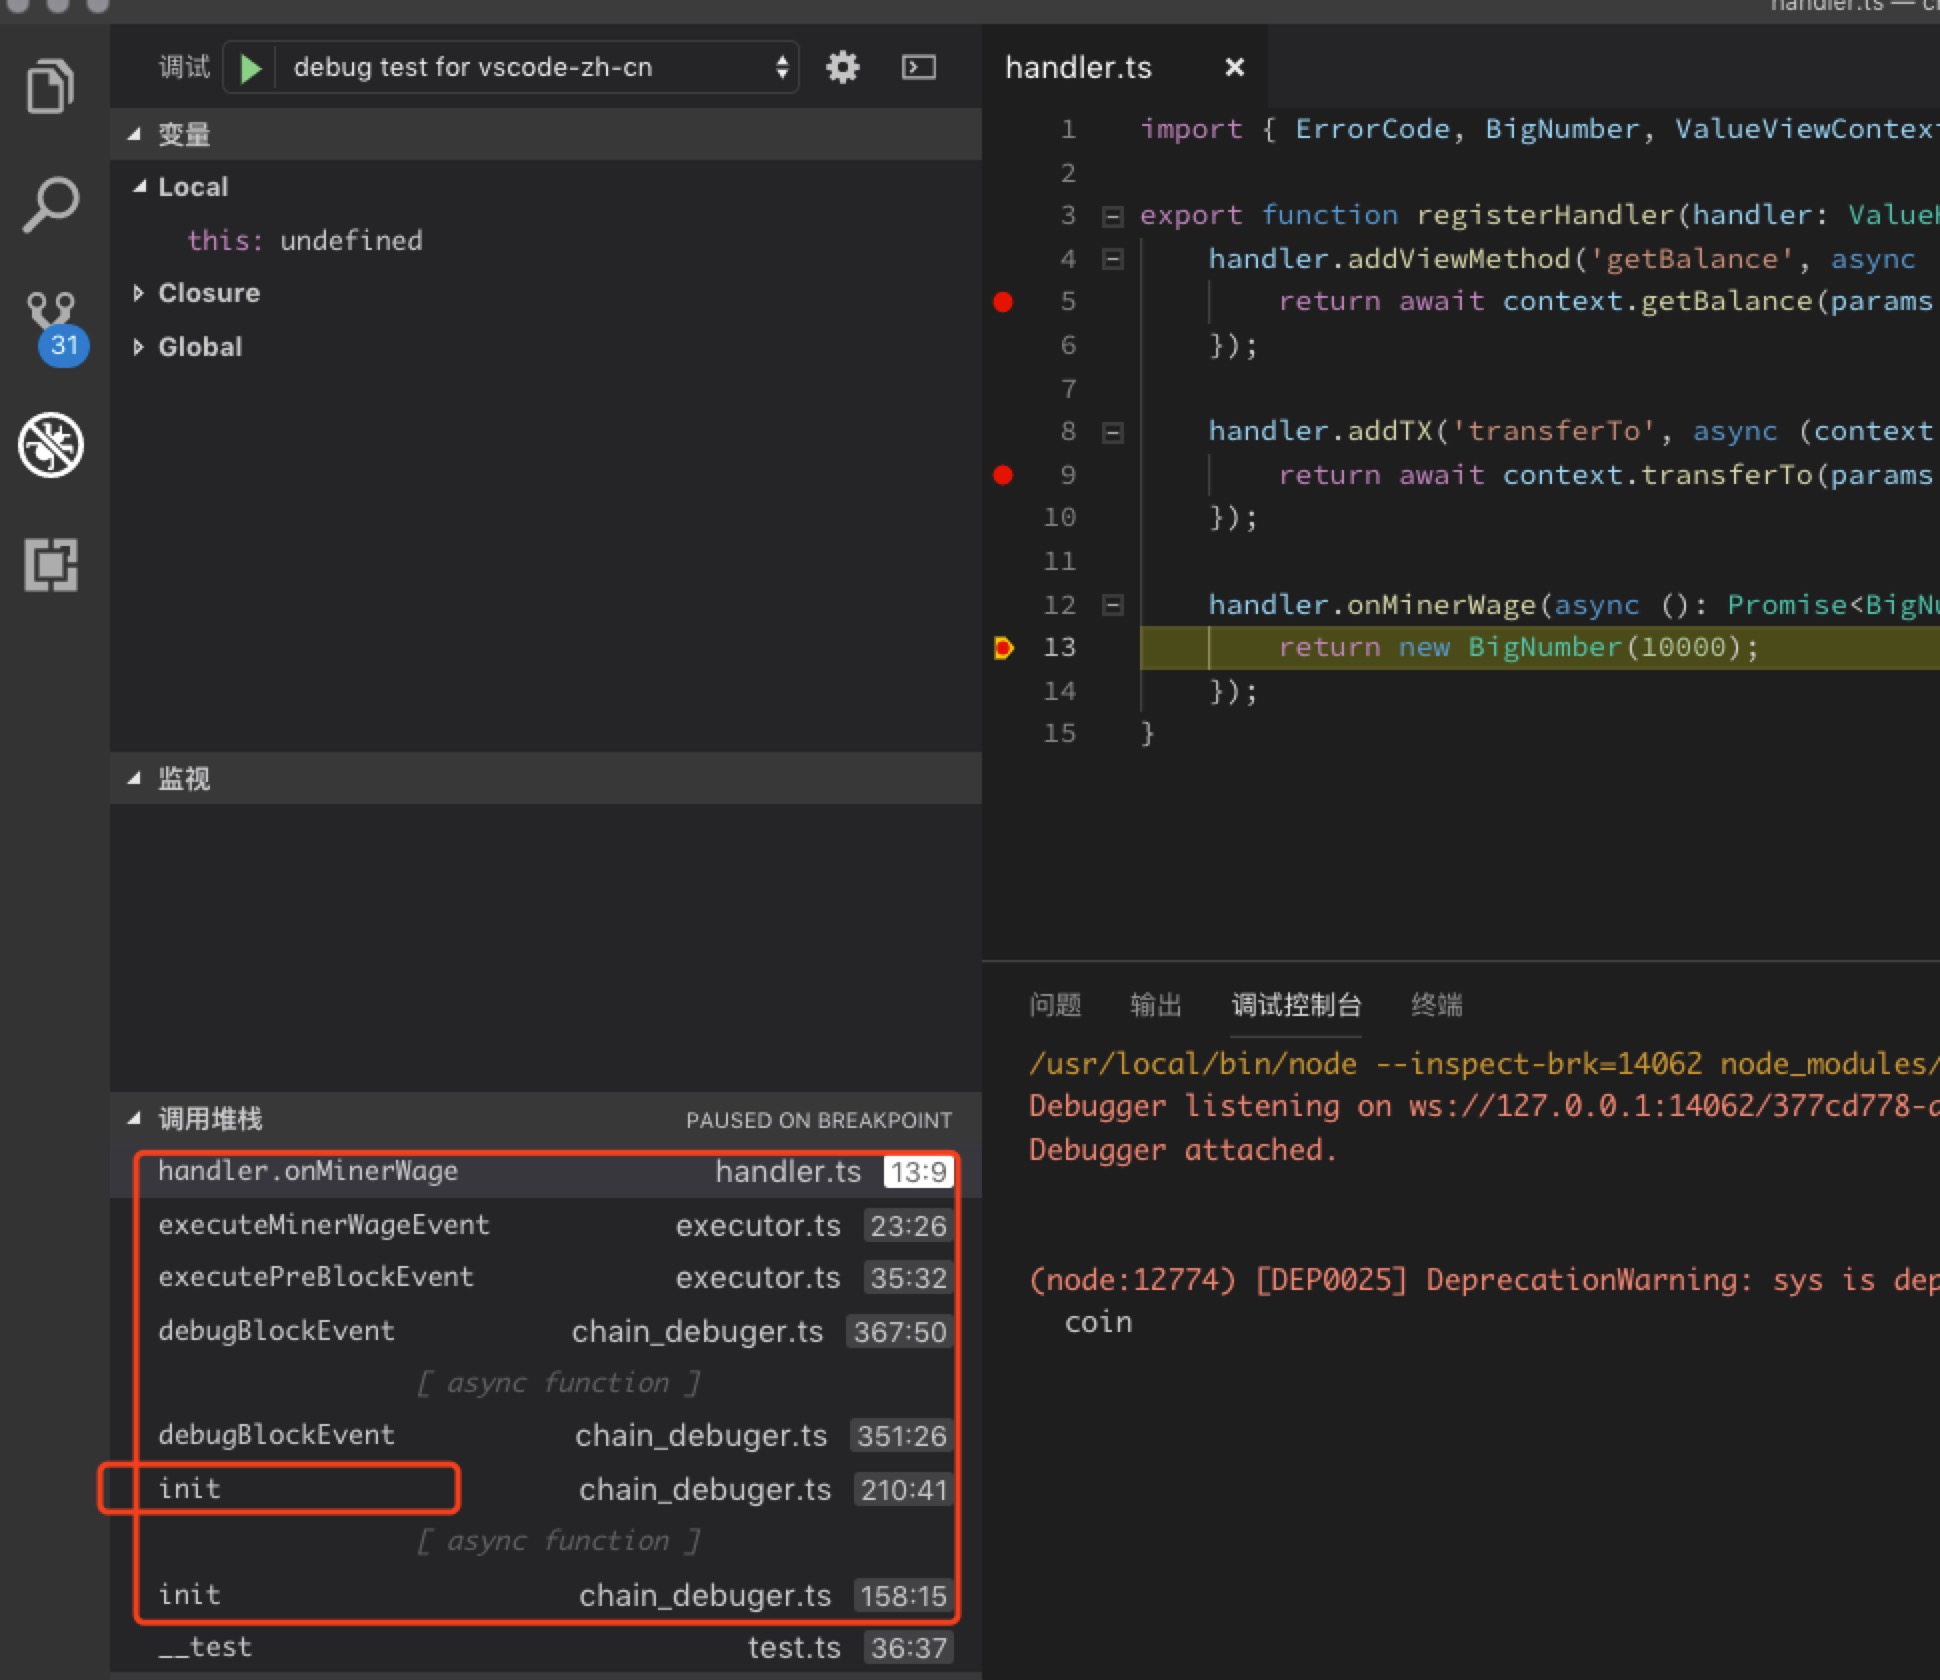 调试
debug test for vscode-zh-cn
变量
Local
this: undefined
Closure
Global
31
监视
调用堆栈 PAUSED ON BREAKPOINT
handler.onMinerWage handler.ts 13:9
executeMinerWageEvent executor.ts 23:26
executePreBlockEvent executor.ts 35:32
debugBlockEvent chain_debuger.ts 367:50
[ async function ]
debugBlockEvent chain_debuger.ts 351:26
init chain_debuger.ts 210:41
[ async function ]
init chain_debuger.ts 158:15
__test test.ts 36:37
handler.ts
1 import { ErrorCode, BigNumber, ValueViewContext
2
3 export function registerHandler(handler:
4 handler.addViewMethod('getBalance', async
5 return await context.getBalance(params
6 });
7
8 handler.addTX('transferTo', async (context
9 return await context.transferTo(params
10 });
11
12 handler.onMinerWage(async (): Promise<
13 return new BigNumber(10000);
14 });
15 }
问题 输出 调试控制台 终端
/usr/local/bin/node --inspect-brk=14062 node_modules/
Debugger listening on ws://127.0.0.1:14062/377cd778-
Debugger attached.
(node:12774) [DEP0025] DeprecationWarning: sys is dep
coin